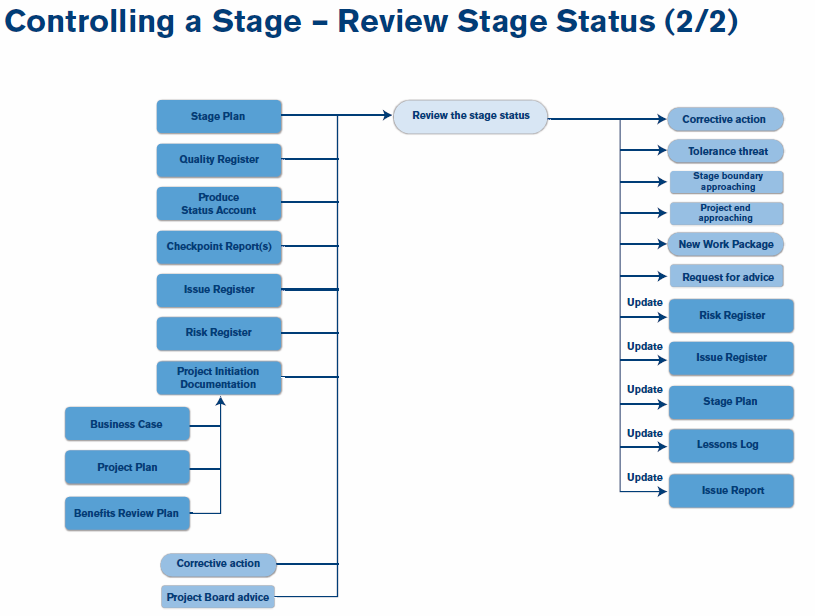 Controlling a Stage – Review Stage Status (2/2)
Stage Plan
Quality Register
Produce
Status Account
Checkpoint Report(s)
Issue Register
Risk Register
Project Initiation
Documentation
Business Case
Project Plan
Benefits Review Plan
Corrective action
Project Board advice
Review the stage status
Corrective action
Tolerance threat
Stage boundary
approaching
Project end
approaching
New Work Package
Request for advice
Update
Risk Register
Update
Issue Register
Update
Stage Plan
Update
Lessons Log
Update
Issue Report